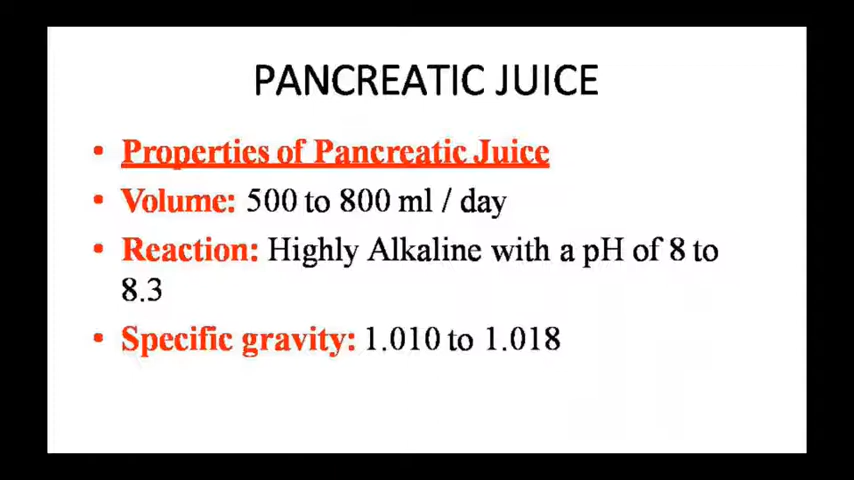 PANCREATIC JUICE
• Properties of Pancreatic Juice
• Volume: 500 to 800 ml / day
• Reaction: Highly Alkaline with a pH of 8 to
8.3
• Specific gravity: 1.010 to 1.018